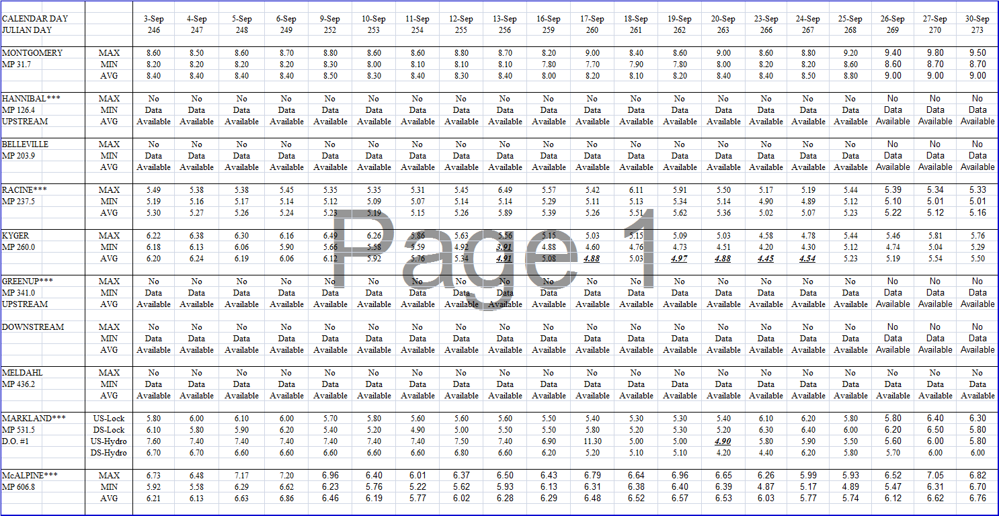 CALENDAR DAY 3-Sep 4-Sep 5-Sep 6-Sep 9-Sep 10-Sep 11-Sep 12-Sep 13-Sep 16-Sep 17-Sep 18-Sep 19-Sep 20-Sep 23-Sep 24-Sep 25-Sep 26-Sep 27-Sep 30-Sep
JULIAN DAY 246 247 248 249 252 253 254 255 256 259 260 261 262 263 266 267 268 269 270 273
MONTGOMERY MAX 8.60 8.50 8.60 8.70 8.80 8.60 8.60 8.80 8.70 8.20 9.00 8.40 8.60 9.00 8.60 8.80 9.20 9.40 9.80 9.50
MP 31.7 MIN 8.20 8.20 8.20 8.20 8.30 8.00 8.10 8.10 8.10 7.80 7.70 7.90 7.80 8.00 8.20 8.20 8.60 8.60 8.70 8.70
AVG 8.40 8.40 8.40 8.40 8.50 8.30 8.40 8.30 8.40 8.00 8.20 8.10 8.20 8.40 8.40 8.50 8.80 9.00 9.00 9.00
HANNIBAL*** MAX No No No No No No No No No No No No No No No No No No No No
MP 126.4 MIN Data Data Data Data Data Data Data Data Data Data Data Data Data Data Data Data Data Data Data Data
UPSTREAM AVG Available Available Available Available Available Available Available Available Available Available Available Available Available Available Available Available Available Available Available Available
BELLEVILLE MAX No No No No No No No No No No No No No No No No No No No No
MP 203.9 MIN Data Data Data Data Data Data Data Data Data Data Data Data Data Data Data Data Data Data Data Data
AVG Available Available Available Available Available Available Available Available Available Available Available Available Available Available Available Available Available Available Available Available
RACINE*** MAX 5.49 5.38 5.38 5.45 5.35 5.35 5.31 5.45 6.49 5.57 5.42 6.11 5.91 5.50 5.17 5.19 5.44 5.39 5.34 5.33
MP 237.5 MIN 5.19 5.16 5.17 5.14 5.12 5.09 5.07 5.14 5.14 5.29 5.11 5.13 5.34 5.14 4.90 4.89 5.12 5.10 5.01 5.01
AVG 5.30 5.27 5.26 5.24 5.23 5.19 5.15 5.26 5.89 5.39 5.26 5.51 5.62 5.36 5.02 5.07 5.23 5.22 5.12 5.16
Page 1
KYGER MAX 6.22 6.38 6.30 6.16 6.49 6.26 5.86 5.63 5.56 5.15 5.03 5.15 5.09 5.03 4.58 4.78 5.44 5.46 5.81 5.76
MP 260.0 MIN 6.18 6.13 6.06 5.90 5.66 5.58 5.59 4.92 3.91 4.88 4.60 4.76 4.73 4.51 4.20 4.30 5.12 4.74 5.04 5.29
AVG 6.20 6.24 6.19 6.06 6.12 5.92 5.76 5.34 4.91 5.08 4.88 5.03 4.97 4.88 4.45 4.54 5.23 5.19 5.54 5.50
GREENUP*** MAX No No No No No No No No No No No No No No No No No No No No
MP 341.0 MIN Data Data Data Data Data Data Data Data Data Data Data Data Data Data Data Data Data Data Data Data
UPSTREAM AVG Available Available Available Available Available Available Available Available Available Available Available Available Available Available Available Available Available Available Available Available
DOWNSTREAM MAX No No No No No No No No No No No No No No No No No No No No
MIN Data Data Data Data Data Data Data Data Data Data Data Data Data Data Data Data Data Data Data Data
AVG Available Available Available Available Available Available Available Available Available Available Available Available Available Available Available Available Available Available Available Available
MELDAHL MAX No No No No No No No No No No No No No No No No No No No No
MP 436.2 MIN Data Data Data Data Data Data Data Data Data Data Data Data Data Data Data Data Data Data Data Data
AVG Available Available Available Available Available Available Available Available Available Available Available Available Available Available Available Available Available Available Available Available
MARKLAND*** US-Lock 5.80 6.00 6.10 6.00 5.70 5.80 5.60 5.60 5.60 5.50 5.40 5.30 5.30 5.40 6.10 6.20 5.80 5.80 6.40 6.30
MP 531.5 DS-Lock 6.10 5.80 5.90 6.20 5.40 5.20 4.90 5.00 5.50 5.50 5.80 5.20 5.30 5.20 6.30 6.40 6.00 6.20 6.50 5.80
D.O. #1 US-Hydro 7.60 7.40 7.40 7.40 7.40 7.40 7.40 7.50 7.40 6.90 11.30 5.00 5.00 4.90 5.80 5.90 5.50 5.60 6.00 5.80
DS-Hydro 6.70 6.70 6.60 6.60 6.60 6.60 6.60 6.80 6.60 6.20 5.20 5.10 5.10 4.20 4.40 6.20 5.80 5.70 6.00 6.00
McALPINE*** MAX 6.73 6.48 7.17 7.20 6.96 6.40 6.01 6.37 6.50 6.43 6.79 6.64 6.96 6.65 6.26 5.99 5.93 6.52 7.05 6.82
MP 606.8 MIN 5.92 5.58 6.29 6.62 6.23 5.76 5.22 5.62 5.93 6.13 6.31 6.38 6.40 6.39 4.87 5.17 4.89 5.47 6.31 6.70
AVG 6.21 6.13 6.63 6.86 6.46 6.19 5.77 6.02 6.28 6.29 6.48 6.52 6.57 6.53 6.03 5.77 5.74 6.12 6.62 6.76